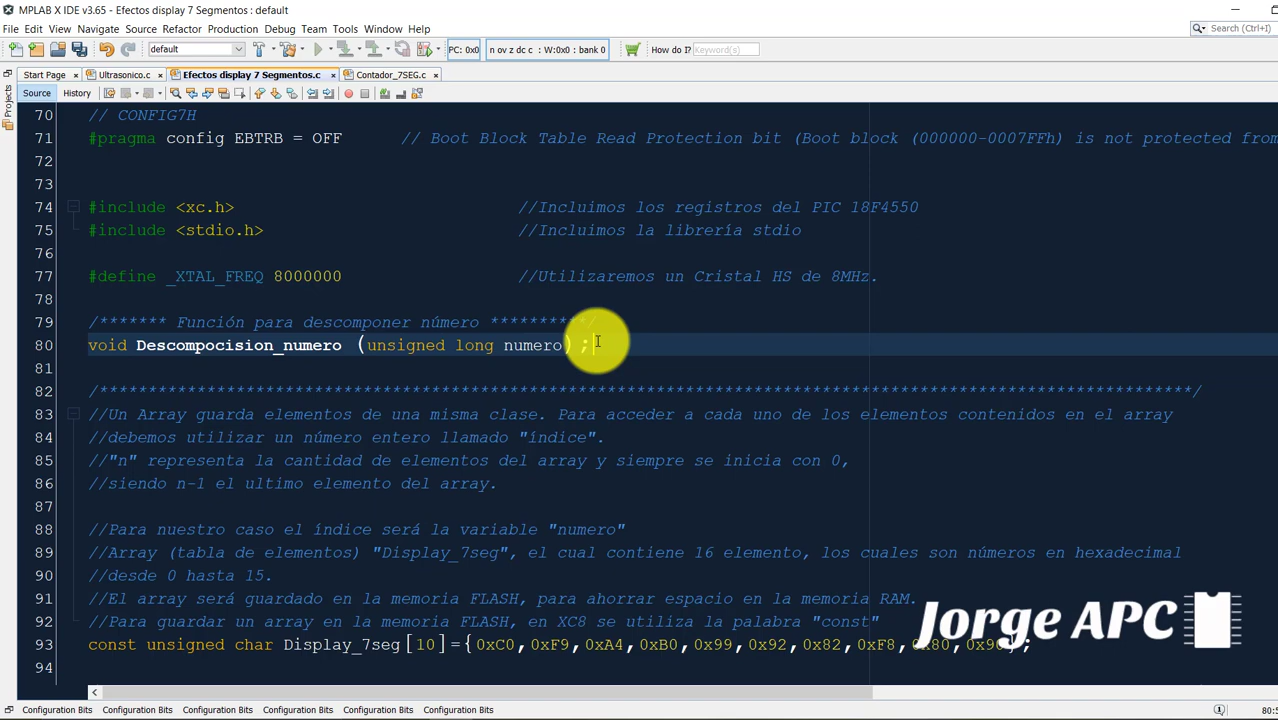 MPLAB X IDE v3.65 - Efectos display 7 Segmentos : default
File Edit View Navigate Source Refactor Production Debug Team Tools Window Help
Search (Ctrl+I)
default PC: 0x0 n ov z dc c : W:0x0 : bank 0 How do I? Keyword(s)
Start Page Ultrasonico.c Efectos display 7 Segmentos.c Contador_7SEG.c
Source History
Projects
70 // CONFIG7H
71 #pragma config EBTRB = OFF // Boot Block Table Read Protection bit (Boot block (000000-0007FFh) is not protected from
72
73
74 #include <xc.h> //Incluimos los registros del PIC 18F4550
75 #include <stdio.h> //Incluimos la librería stdio
76
77 #define _XTAL_FREQ 8000000 //Utilizaremos un Cristal HS de 8MHz.
78
79 /******* Función para descomponer número **********/
80 void Descompocision_numero (unsigned long numero);
81
82 /****************************************************************************************************************/
83 //Un Array guarda elementos de una misma clase. Para acceder a cada uno de los elementos contenidos en el array
84 //debemos utilizar un número entero llamado "índice".
85 //"n" representa la cantidad de elementos del array y siempre se inicia con 0,
86 //siendo n-1 el ultimo elemento del array.
87
88 //Para nuestro caso el índice será la variable "numero"
89 //Array (tabla de elementos) "Display_7seg", el cual contiene 16 elemento, los cuales son números en hexadecimal
90 //desde 0 hasta 15.
91 //El array será guardado en la memoria FLASH, para ahorrar espacio en la memoria RAM.
92 //Para guardar un array en la memoria FLASH, en XC8 se utiliza la palabra "const"
93 const unsigned char Display_7seg[10]={0xC0,0xF9,0xA4,0xB0,0x99,0x92,0x82,0xF8,0x80,0x90};
94
Jorge APC
Configuration Bits Configuration Bits Configuration Bits Configuration Bits Configuration Bits